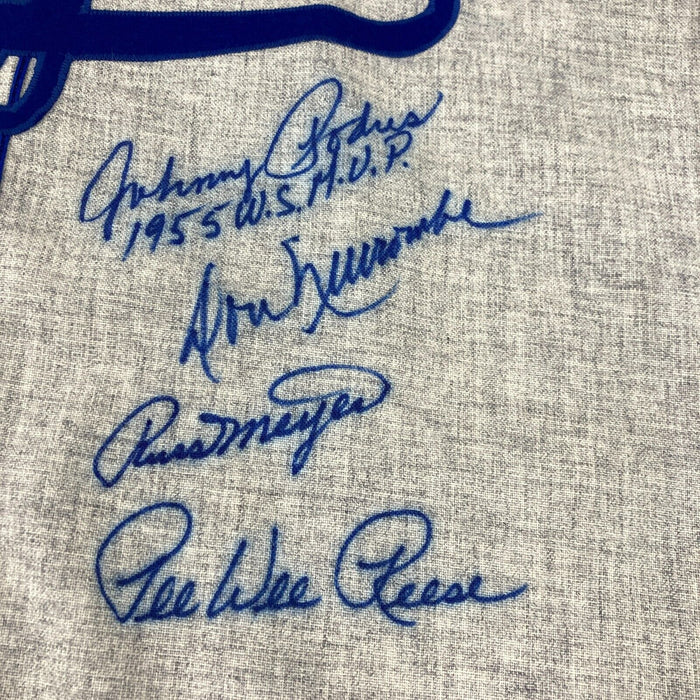 Johnny Podres
1955 W.S. M.V.P.
Don Newcombe
Russ Meyer
Pee Wee Reese